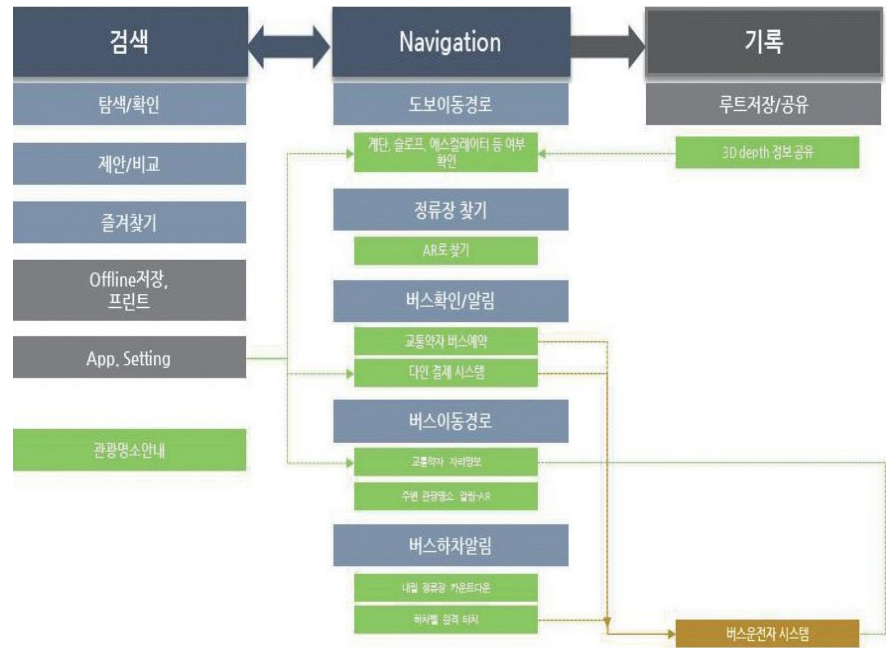 검색
Navigation
기록
탐색/확인
제안/비교
즐겨찾기
Offline저장,
프린트
App. Setting
관광명소안내
도보이동경로
계단, 슬로프, 에스컬레이터 등 여부
확인
정류장 찾기
AR로 찾기
버스확인/알림
교통약자 버스예약
다인 결제 시스템
버스이동경로
교통약자 자리양보
주변 관광명소 알림-AR
버스하차알림
내릴 정류장 카운트다운
하차벨 원격 터치
루트저장/공유
3D depth 정보 공유
버스운전자 시스템